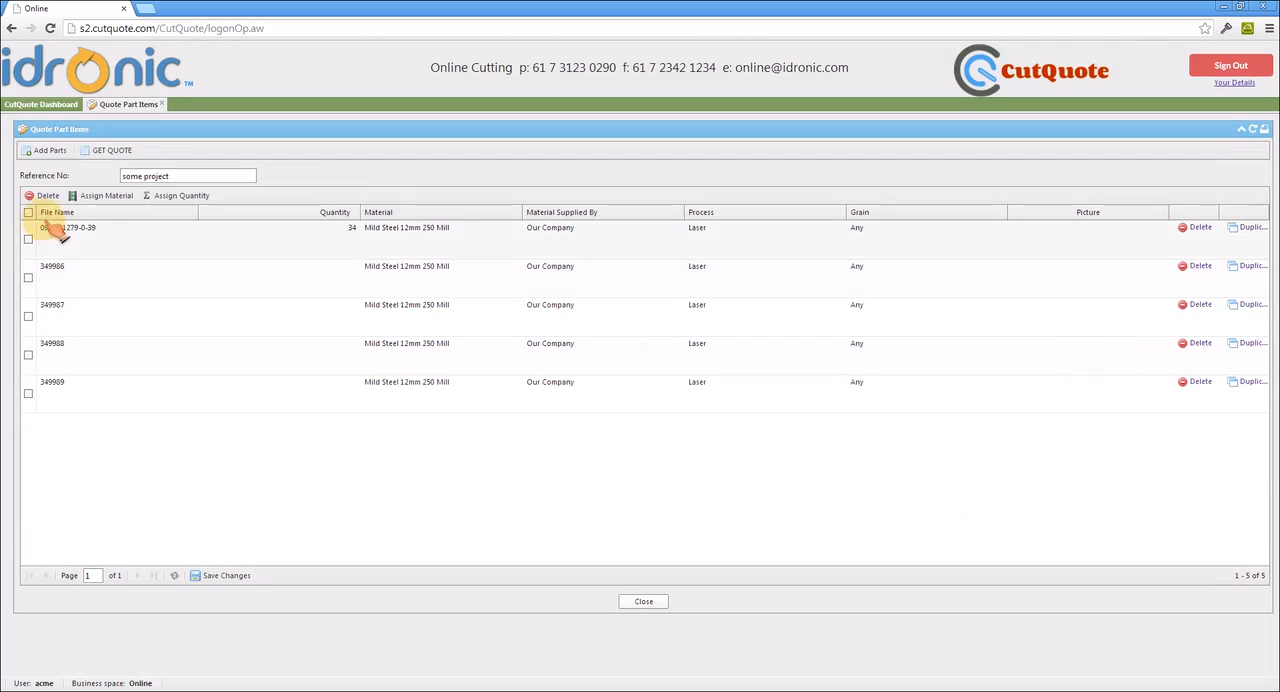 Online
s2.cutquote.com/CutQuote/logonOp.aw
idronic TM
Online Cutting p: 61 7 3123 0290 f: 61 7 2342 1234 e: online@idronic.com
CutQuote
Sign Out
Your Details
CutQuote Dashboard Quote Part Items
Quote Part Items
Add Parts GET QUOTE
Reference No: some project
Delete Assign Material Σ Assign Quantity
File Name Quantity Material Material Supplied By Process Grain Picture
1279-0-39 34 Mild Steel 12mm 250 Mill Our Company Laser Any Delete Duplic...
349986 Mild Steel 12mm 250 Mill Our Company Laser Any Delete Duplic...
349987 Mild Steel 12mm 250 Mill Our Company Laser Any Delete Duplic...
349988 Mild Steel 12mm 250 Mill Our Company Laser Any Delete Duplic...
349989 Mild Steel 12mm 250 Mill Our Company Laser Any Delete Duplic...
Page 1 of 1 Save Changes 1 - 5 of 5
Close
User: acme Business space: Online